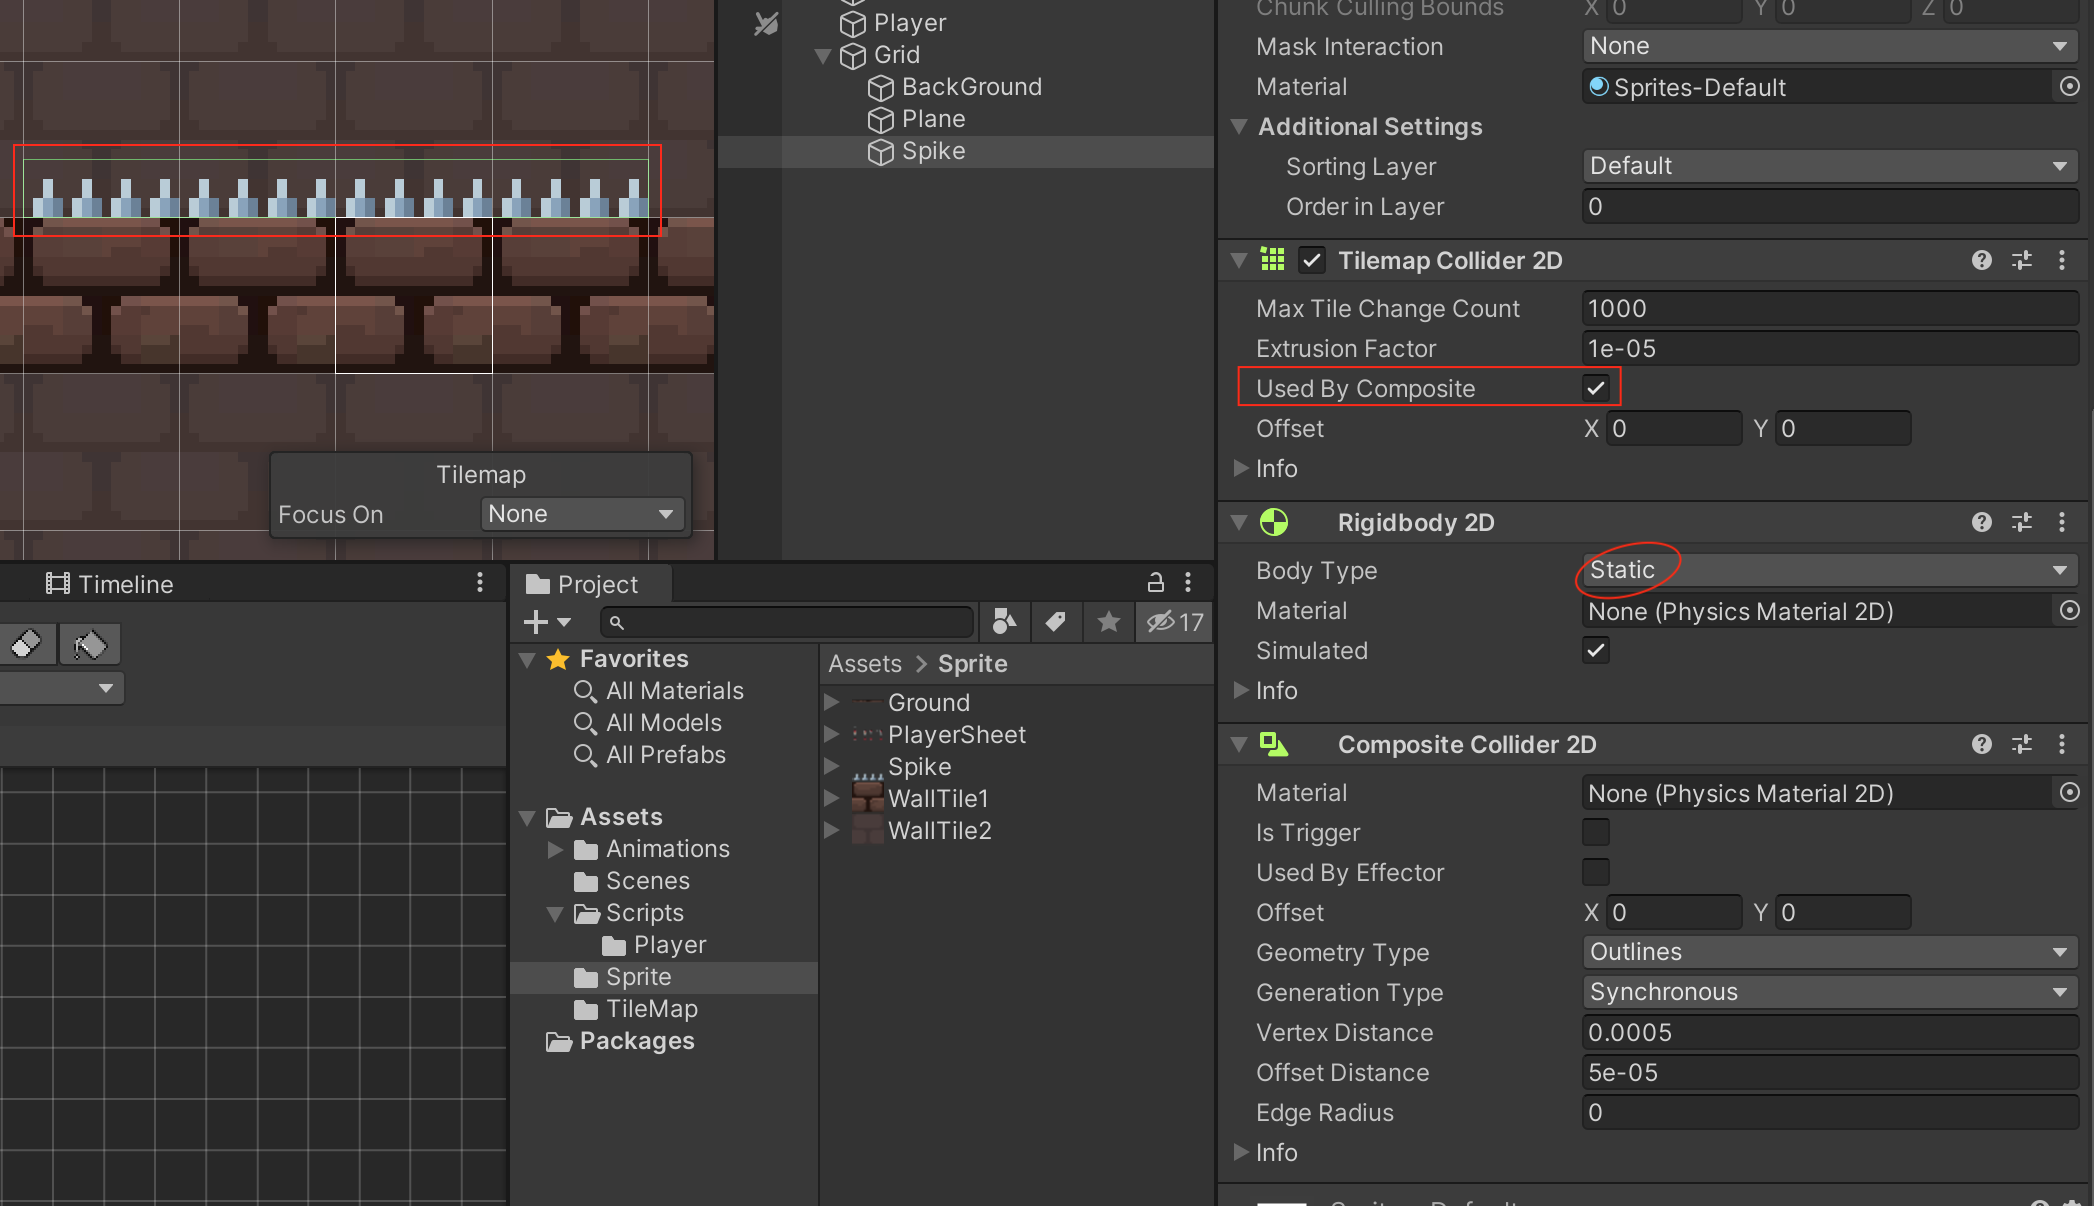 Player
Grid
BackGround
Plane
Spike
Tilemap
Focus On None
Timeline
Project
17
Favorites
All Materials
All Models
All Prefabs
Assets
Animations
Scenes
Scripts
Player
Sprite
TileMap
Packages
Assets > Sprite
Ground
PlayerSheet
Spike
WallTile1
WallTile2
Chunk Culling Bounds X 0 Y 0 Z 0
Mask Interaction None
Material Sprites-Default
Additional Settings
Sorting Layer Default
Order in Layer 0
Tilemap Collider 2D
Max Tile Change Count 1000
Extrusion Factor 1e-05
Used By Composite
Offset X 0 Y 0
Info
Rigidbody 2D
Body Type Static
Material None (Physics Material 2D)
Simulated
Info
Composite Collider 2D
Material None (Physics Material 2D)
Is Trigger
Used By Effector
Offset X 0 Y 0
Geometry Type Outlines
Generation Type Synchronous
Vertex Distance 0.0005
Offset Distance 5e-05
Edge Radius 0
Info